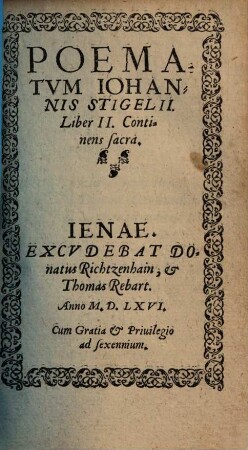 POEMA⸗
TVM IOHAN⸗
NIS STIGELII.
Liber II. Conti⸗
nens sacra.
IENAE.
EXCVDEBAT DO⸗
natus Richtzenhain, &
Thomas Rebart.
Anno M. D. LXVI.
Cum Gratia & Priuilegio
ad sexennium.